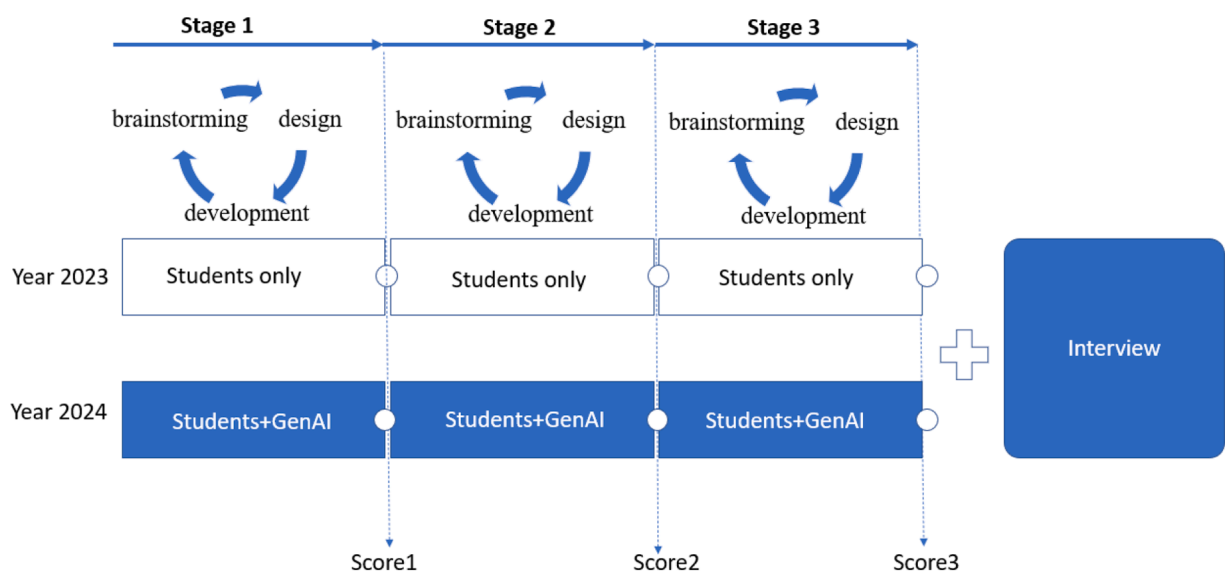 Stage 1
Stage 2
Stage 3
brainstorming design
brainstorming design
brainstorming design
development
development
development
Year 2023
Students only
Students only
Students only
Interview
Year 2024
Students+GenAI
Students+GenAI
Students+GenAI
Score1
Score2
Score3